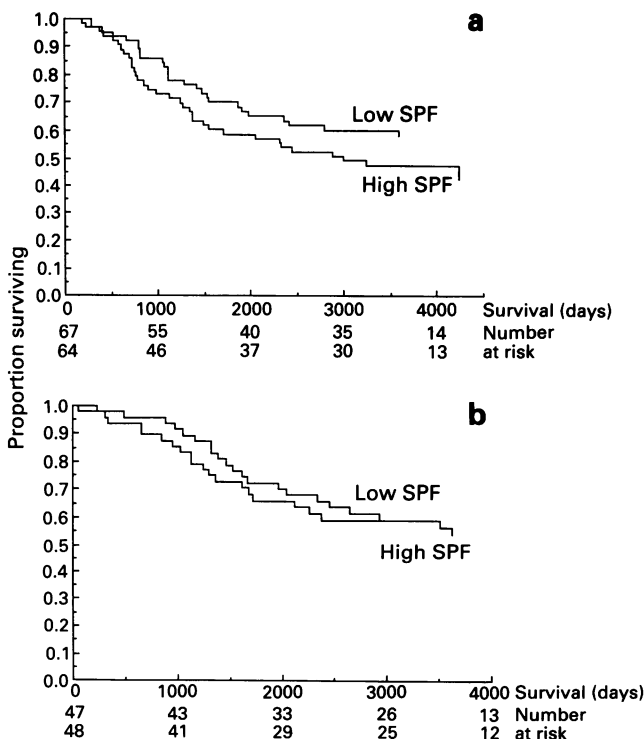 Proportion surviving
a
1.0
0.9
0.8
0.7
0.6
0.5
0.4
0.3
0.2
0.1
0.0
Low SPF
High SPF
0 1000 2000 3000 4000 Survival (days)
67 55 40 35 14 Number
64 46 37 30 13 at risk
b
1.0
0.9
0.8
0.7
0.6
0.5
0.4
0.3
0.2
0.1
0.0
Low SPF
High SPF
0 1000 2000 3000 4000 Survival (days)
47 43 33 26 13 Number
48 41 29 25 12 at risk